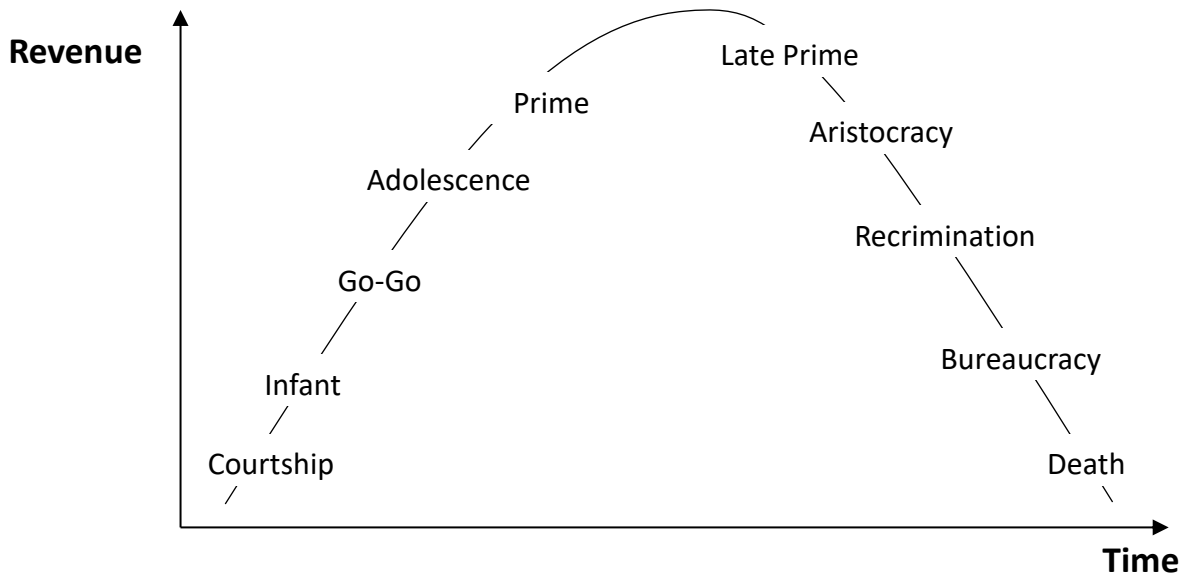 Revenue
Late Prime
Prime
Aristocracy
Adolescence
Recrimination
Go-Go
Bureaucracy
Infant
Courtship
Death
Time